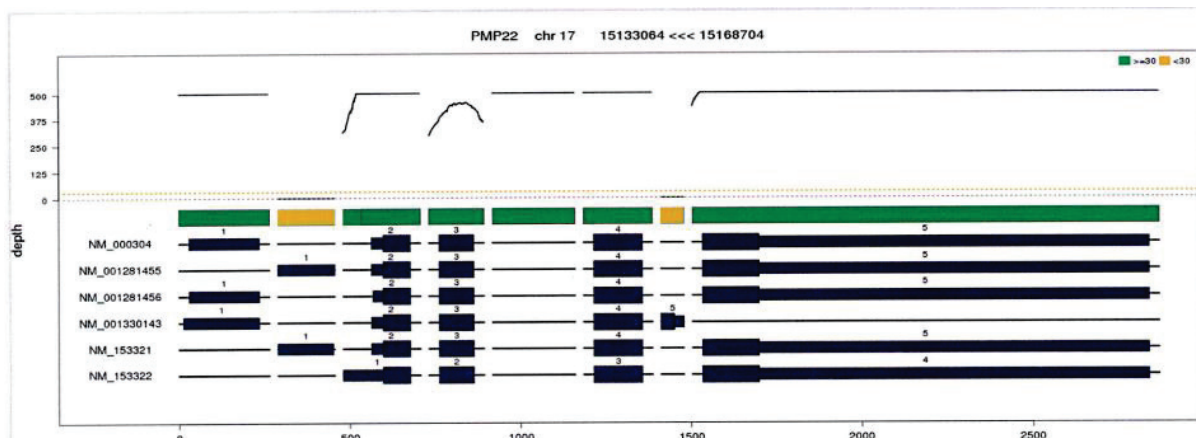 PMP22 chr 17 15133064 <<< 15168704
>=30 <30
500
375
250
125
0
depth
1 2 3 4 5
NM_000304
1 2 3 4 5
NM_001281455
1 2 3 4 5
NM_001281456
1 2 3 4 5
NM_001330143
1 2 3 4 5
NM_153321
1 2 3 4
NM_153322
0 500 1000 1500 2000 2500